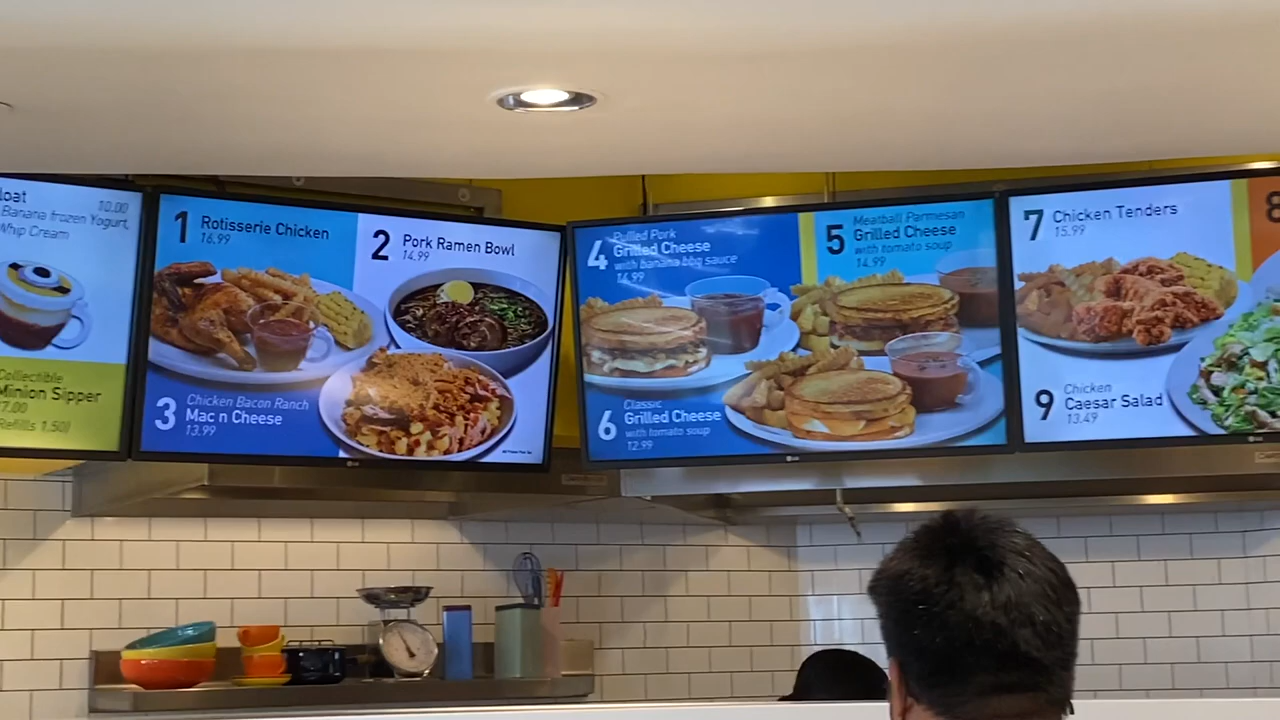 loat 10.00
Banana frozen Yogurt,
Whip Cream
Collectible
Minion Sipper
17.00
Refills 1.50)
1 Rotisserie Chicken
16.99
2 Pork Ramen Bowl
14.99
3 Chicken Bacon Ranch
Mac n Cheese
13.99
LG
4 Pulled Pork
Grilled Cheese
with banana bbq sauce
14.99
5 Meatball Parmesan
Grilled Cheese
with tomato soup
14.99
6 Classic
Grilled Cheese
with tomato soup
12.99
LG
7 Chicken Tenders
15.99
8
9 Chicken
Caesar Salad
13.49
LG